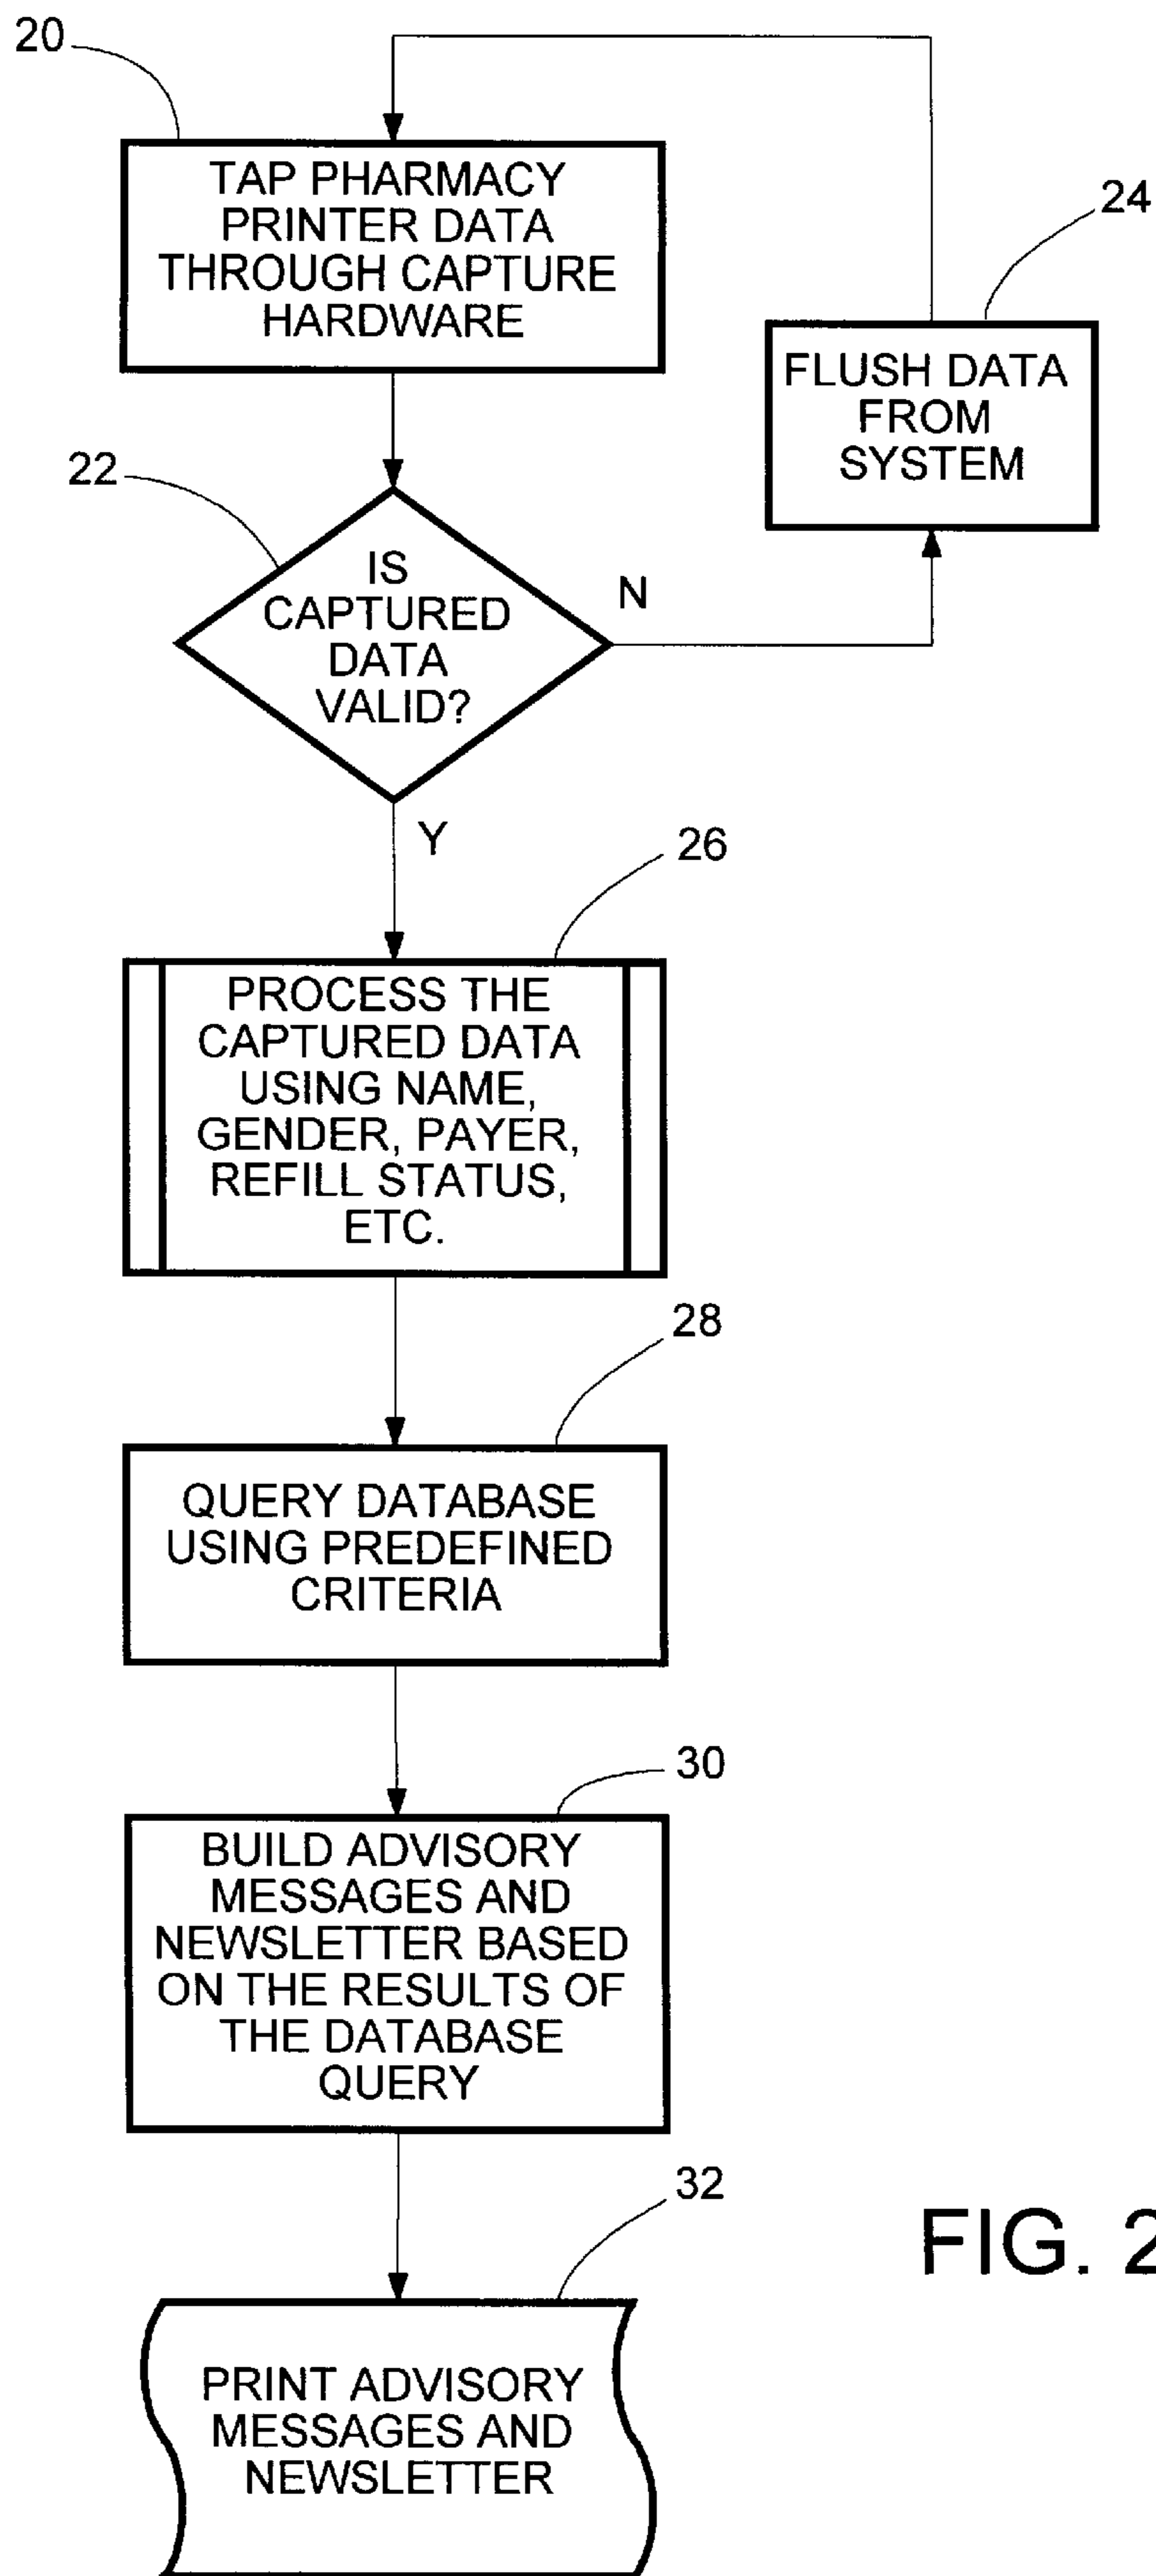 20
TAP PHARMACY
PRINTER DATA
THROUGH CAPTURE
HARDWARE
24
FLUSH DATA
FROM
SYSTEM
22
IS
CAPTURED
DATA
VALID?
N
Y
26
PROCESS THE
CAPTURED DATA
USING NAME,
GENDER, PAYER,
REFILL STATUS,
ETC.
28
QUERY DATABASE
USING PREDEFINED
CRITERIA
30
BUILD ADVISORY
MESSAGES AND
NEWSLETTER BASED
ON THE RESULTS OF
THE DATABASE
QUERY
32
PRINT ADVISORY
MESSAGES AND
NEWSLETTER
FIG. 2